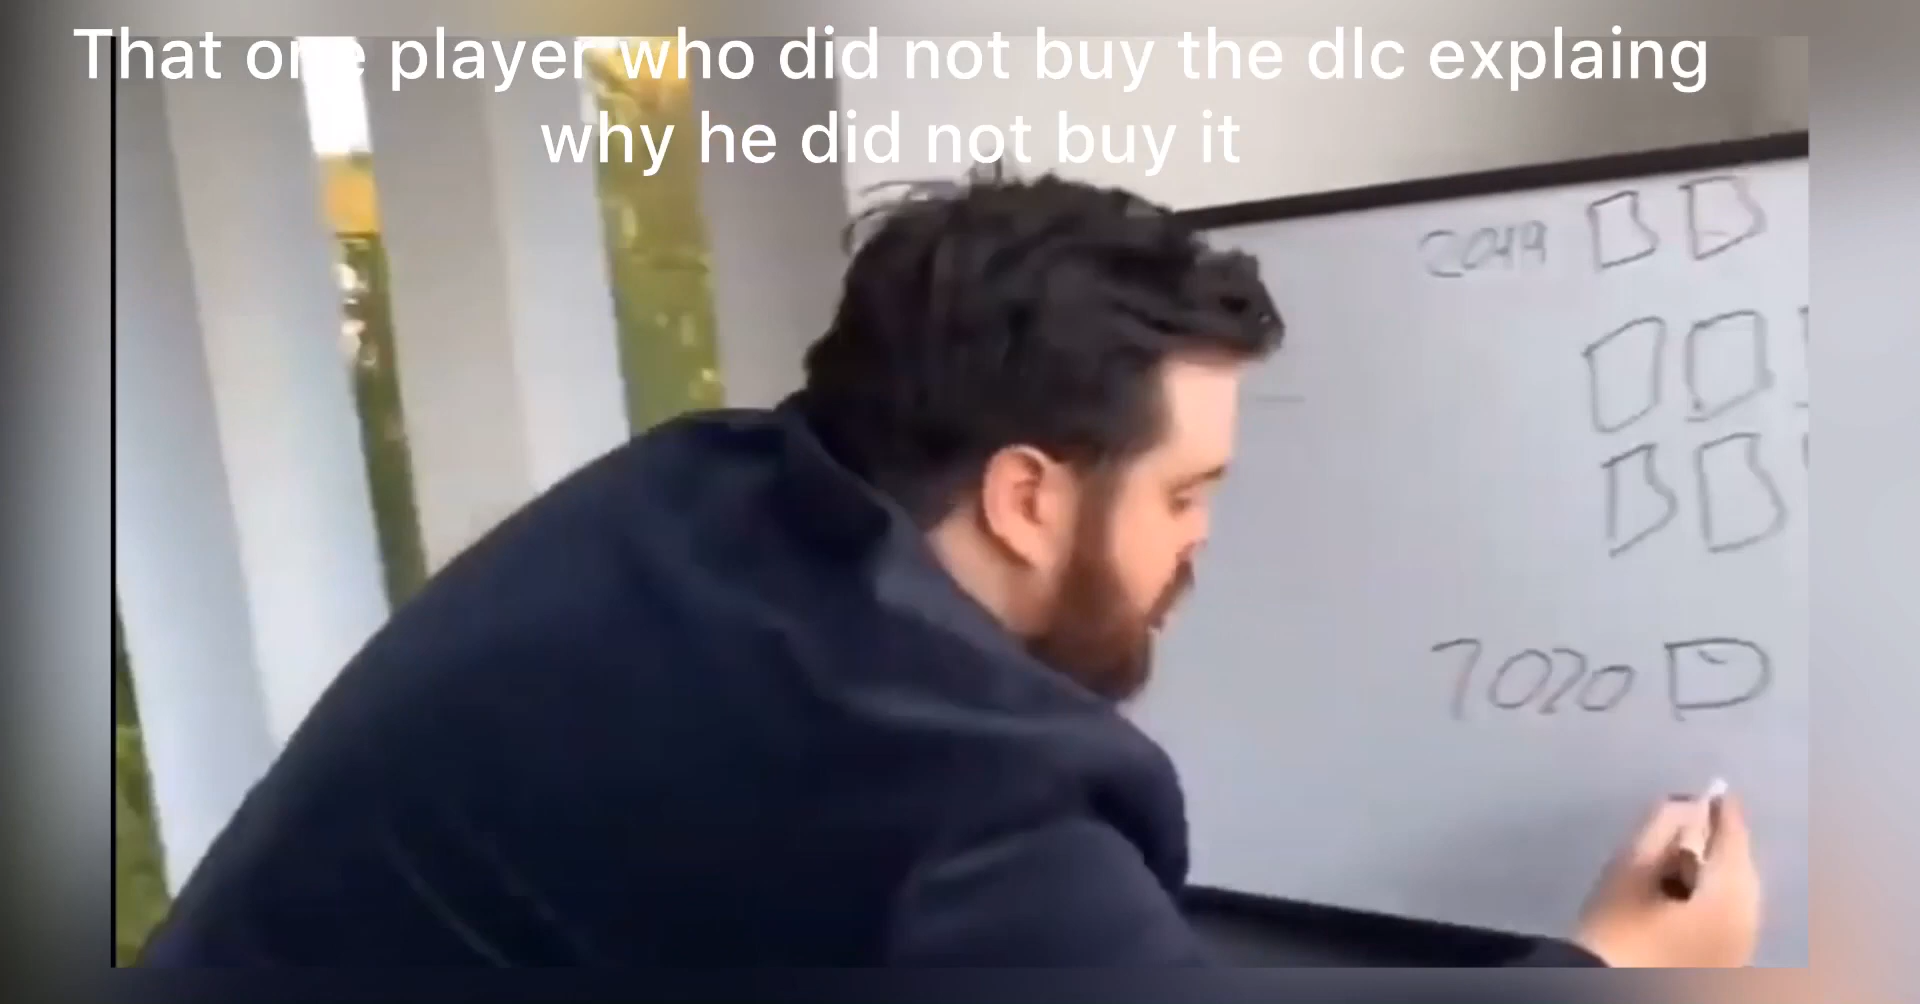 That one player who did not buy the dlc explaing
why he did not buy it
2019
2020